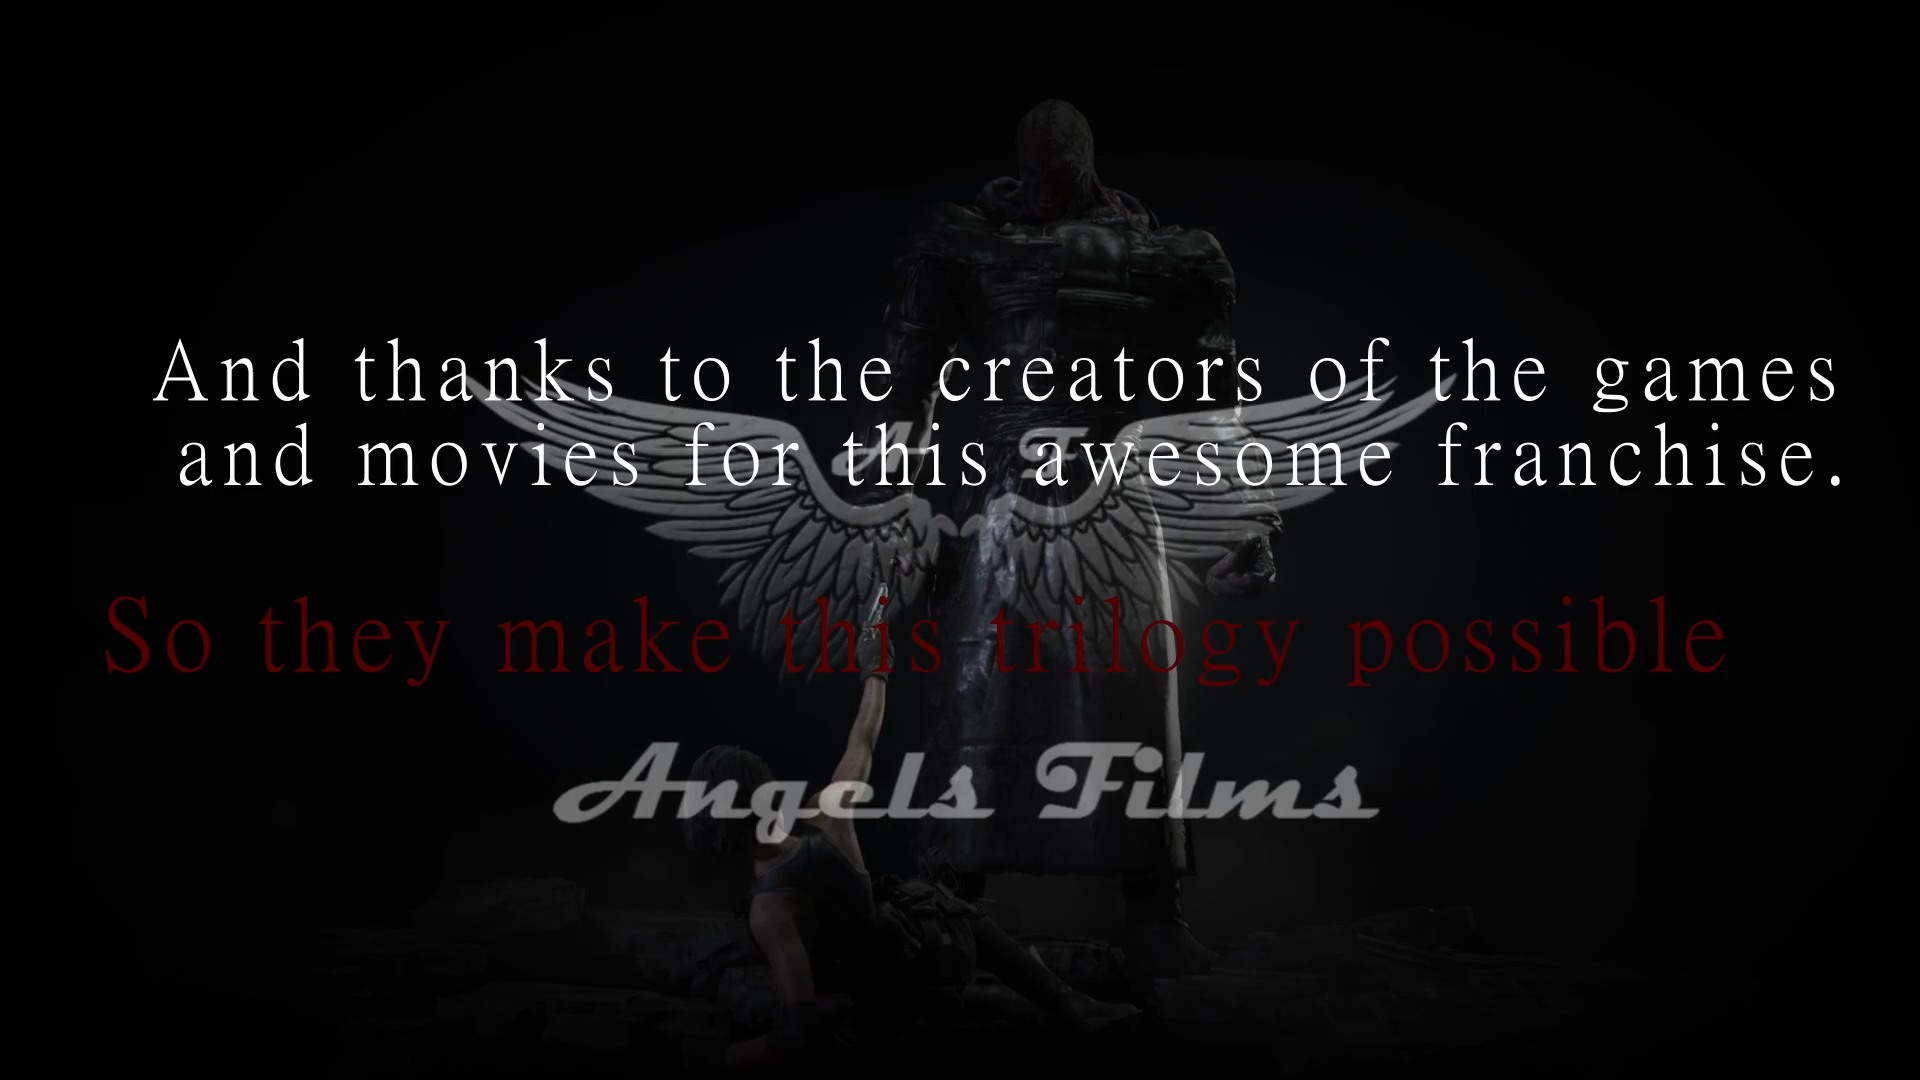 And thanks to the creators of the games
A F
and movies for this awesome franchise.
So they make this trilogy possible
Angels Films